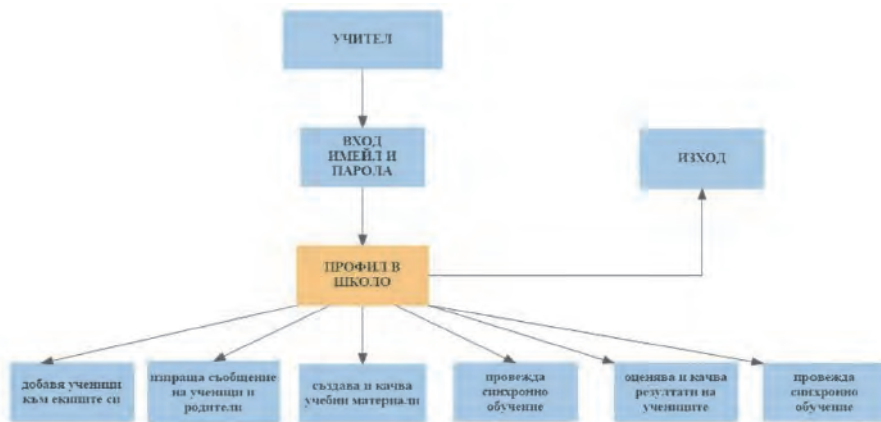 УЧИТЕЛ
ВХОД
ИМЕЙЛ И
ПАРОЛА
ИЗХОД
ПРОФИЛ В
ШКОЛО
добавя ученици
към екипите си
изпраща съобщение
на ученици и
родители
създава и качва
учебни материали
провежда
синхронно
обучение
оценява и качва
резултати на
учениците
провежда
синхронно
обучение